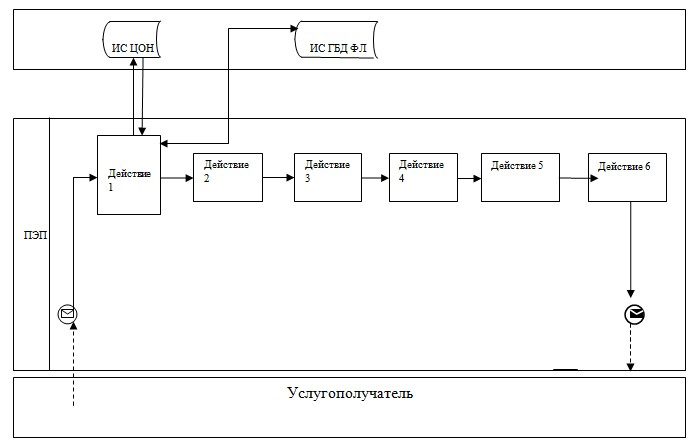 ИС ЦОН
ИС ГБД ФЛ
Действие
1
Действие
2
Действие
3
Действие
4
Действие 5
Действие 6
ПЭП
Услугополучатель